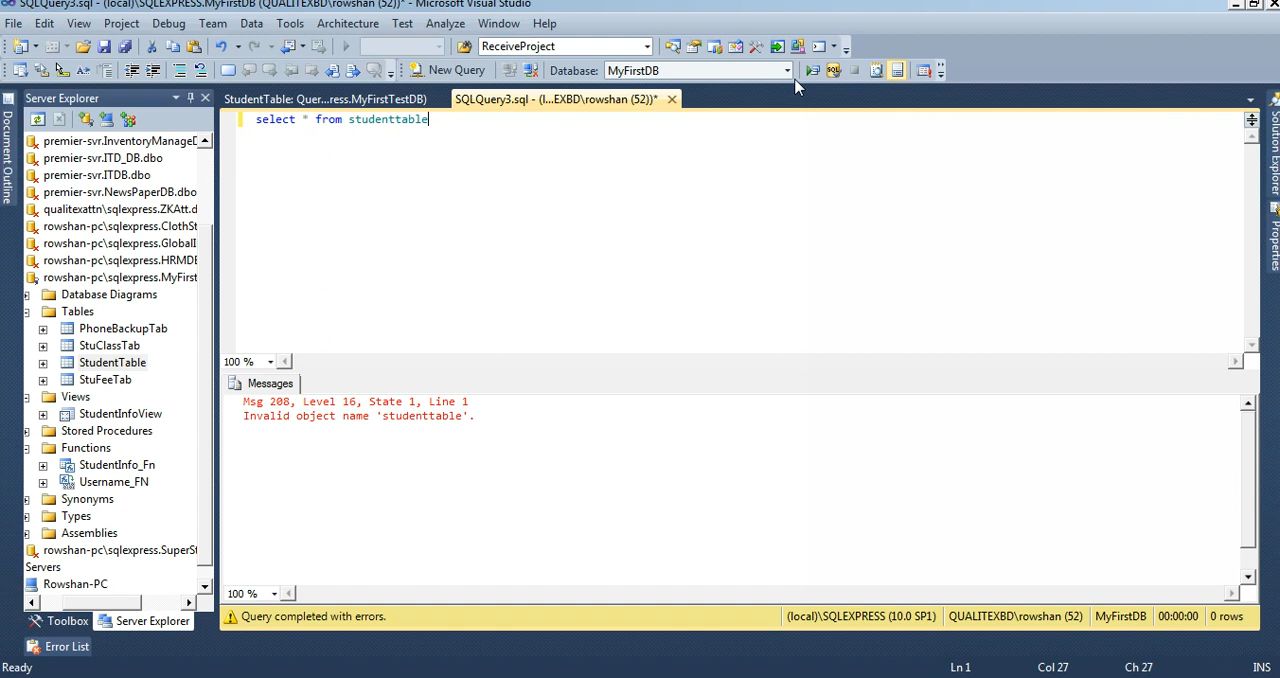 SQLQuery3.sql - (local)\SQLEXPRESS.MyFirstDB (QUALITEXBD\rowshan (52))* - Microsoft Visual Studio
File Edit View Project Debug Team Data Tools Architecture Test Analyze Window Help
ReceiveProject
New Query Database: MyFirstDB
Server Explorer
StudentTable: Quer...ress.MyFirstTestDB)
SQLQuery3.sql - (l...EXBD\rowshan (52))*
Document Outline
Solution Explorer
Properties
select * from studenttable
premier-svr.InventoryManageD
premier-svr.ITD_DB.dbo
premier-svr.ITDB.dbo
premier-svr.NewsPaperDB.dbo
qualitexattn\sqlexpress.ZKAtt.d
rowshan-pc\sqlexpress.ClothSt
rowshan-pc\sqlexpress.GlobalI
rowshan-pc\sqlexpress.HRMDE
rowshan-pc\sqlexpress.MyFirst
Database Diagrams
Tables
PhoneBackupTab
StuClassTab
StudentTable
StuFeeTab
Views
StudentInfoView
Stored Procedures
Functions
StudentInfo_Fn
Username_FN
Synonyms
Types
Assemblies
rowshan-pc\sqlexpress.SuperSt
Servers
Rowshan-PC
Toolbox Server Explorer
100 %
Messages
Msg 208, Level 16, State 1, Line 1
Invalid object name 'studenttable'.
100 %
Query completed with errors. (local)\SQLEXPRESS (10.0 SP1) QUALITEXBD\rowshan (52) MyFirstDB 00:00:00 0 rows
Error List
Ready Ln 1 Col 27 Ch 27 INS